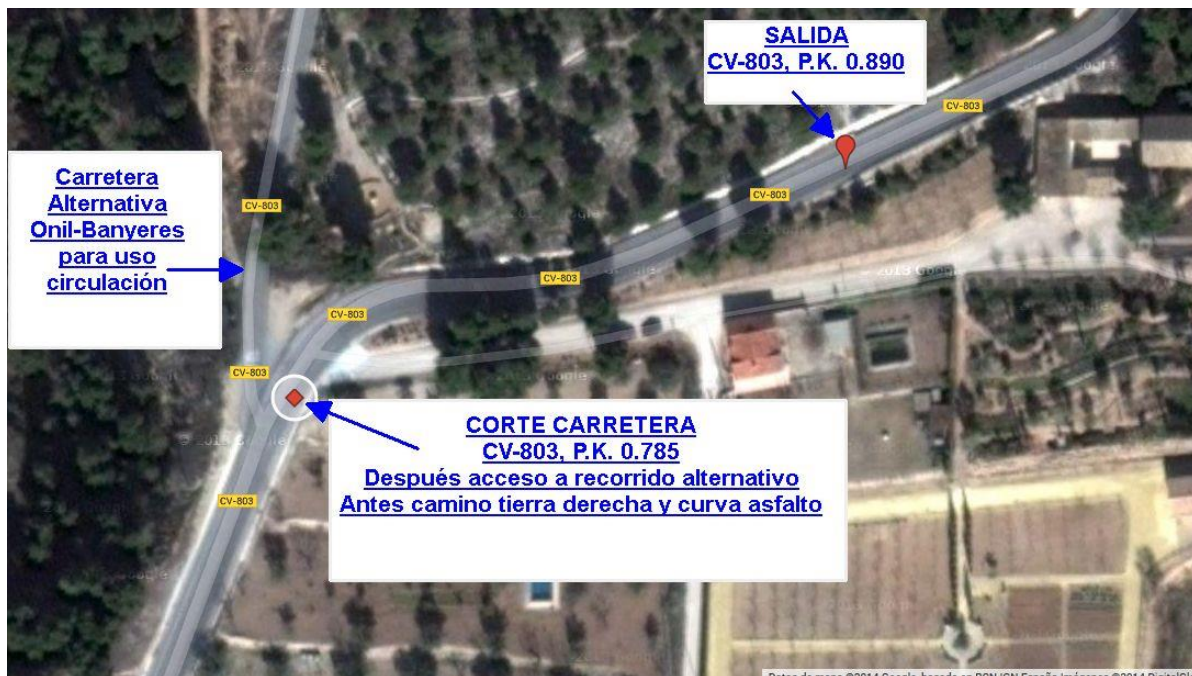 SALIDA
CV-803, P.K. 0.890
CV-803
CV-803
Carretera
Alternativa
Onil-Banyeres
para uso
circulación
CV-803
CV-803
CV-803
CV-803
CORTE CARRETERA
CV-803, P.K. 0.785
Después acceso a recorrido alternativo
Antes camino tierra derecha y curva asfalto
CV-803